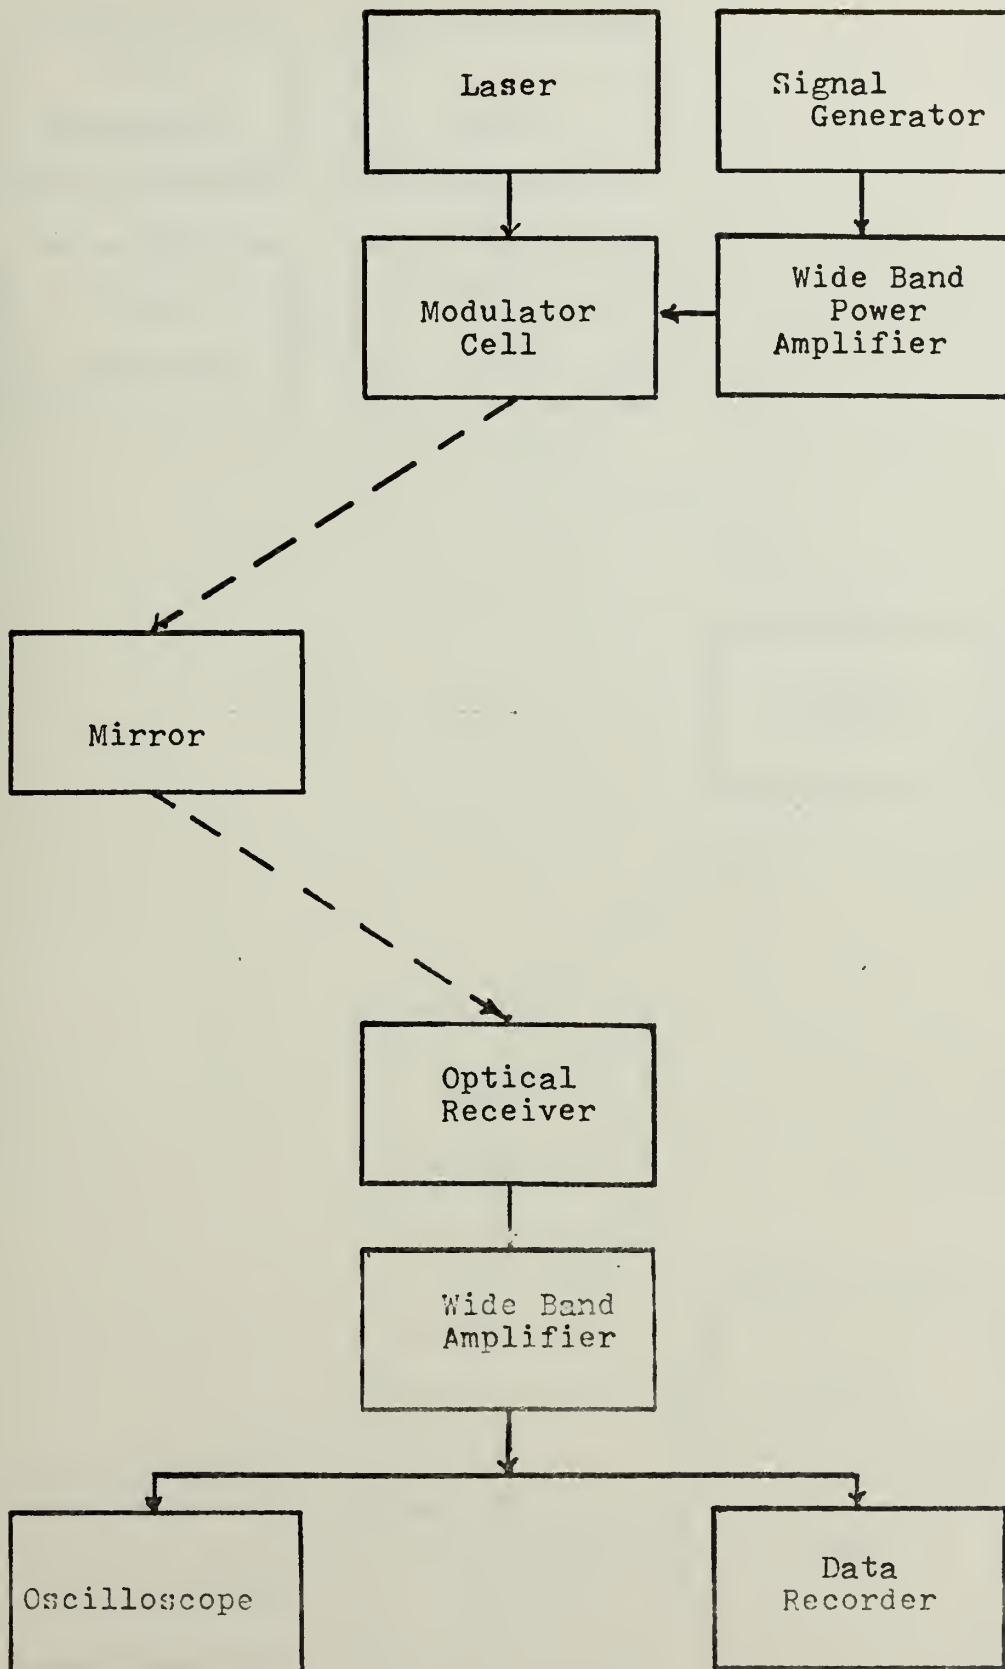 Laser
Signal
Generator
Modulator
Cell
Wide Band
Power
Amplifier
Mirror
Optical
Receiver
Wide Band
Amplifier
Oscilloscope
Data
Recorder